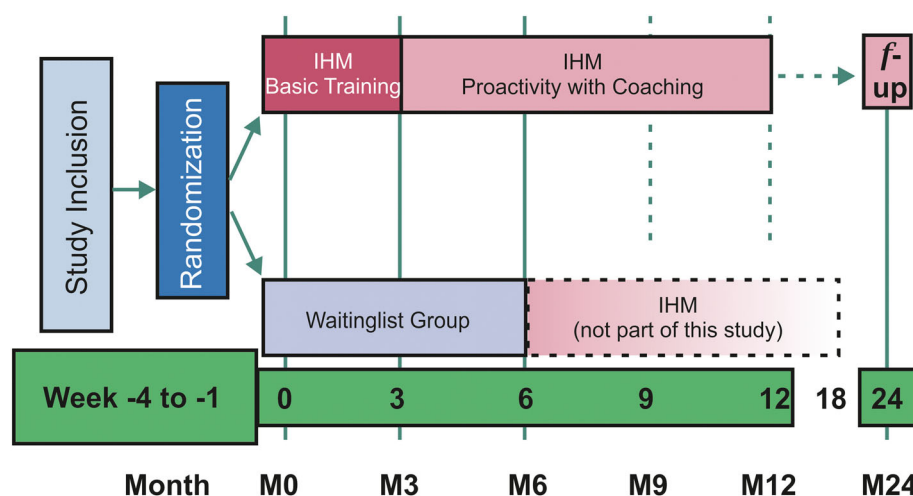 Study Inclusion
Randomization
IHM
Basic Training
IHM
Proactivity with Coaching
f-
up
Waitinglist Group
IHM
(not part of this study)
Week -4 to -1
0 3 6 9 12 18 24
Month M0 M3 M6 M9 M12 M24